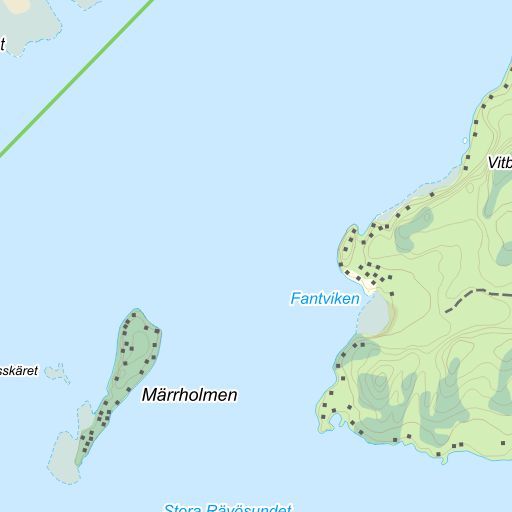 t
Vitb
Fantviken
sskäret
Märrholmen
Stora Rävösundet